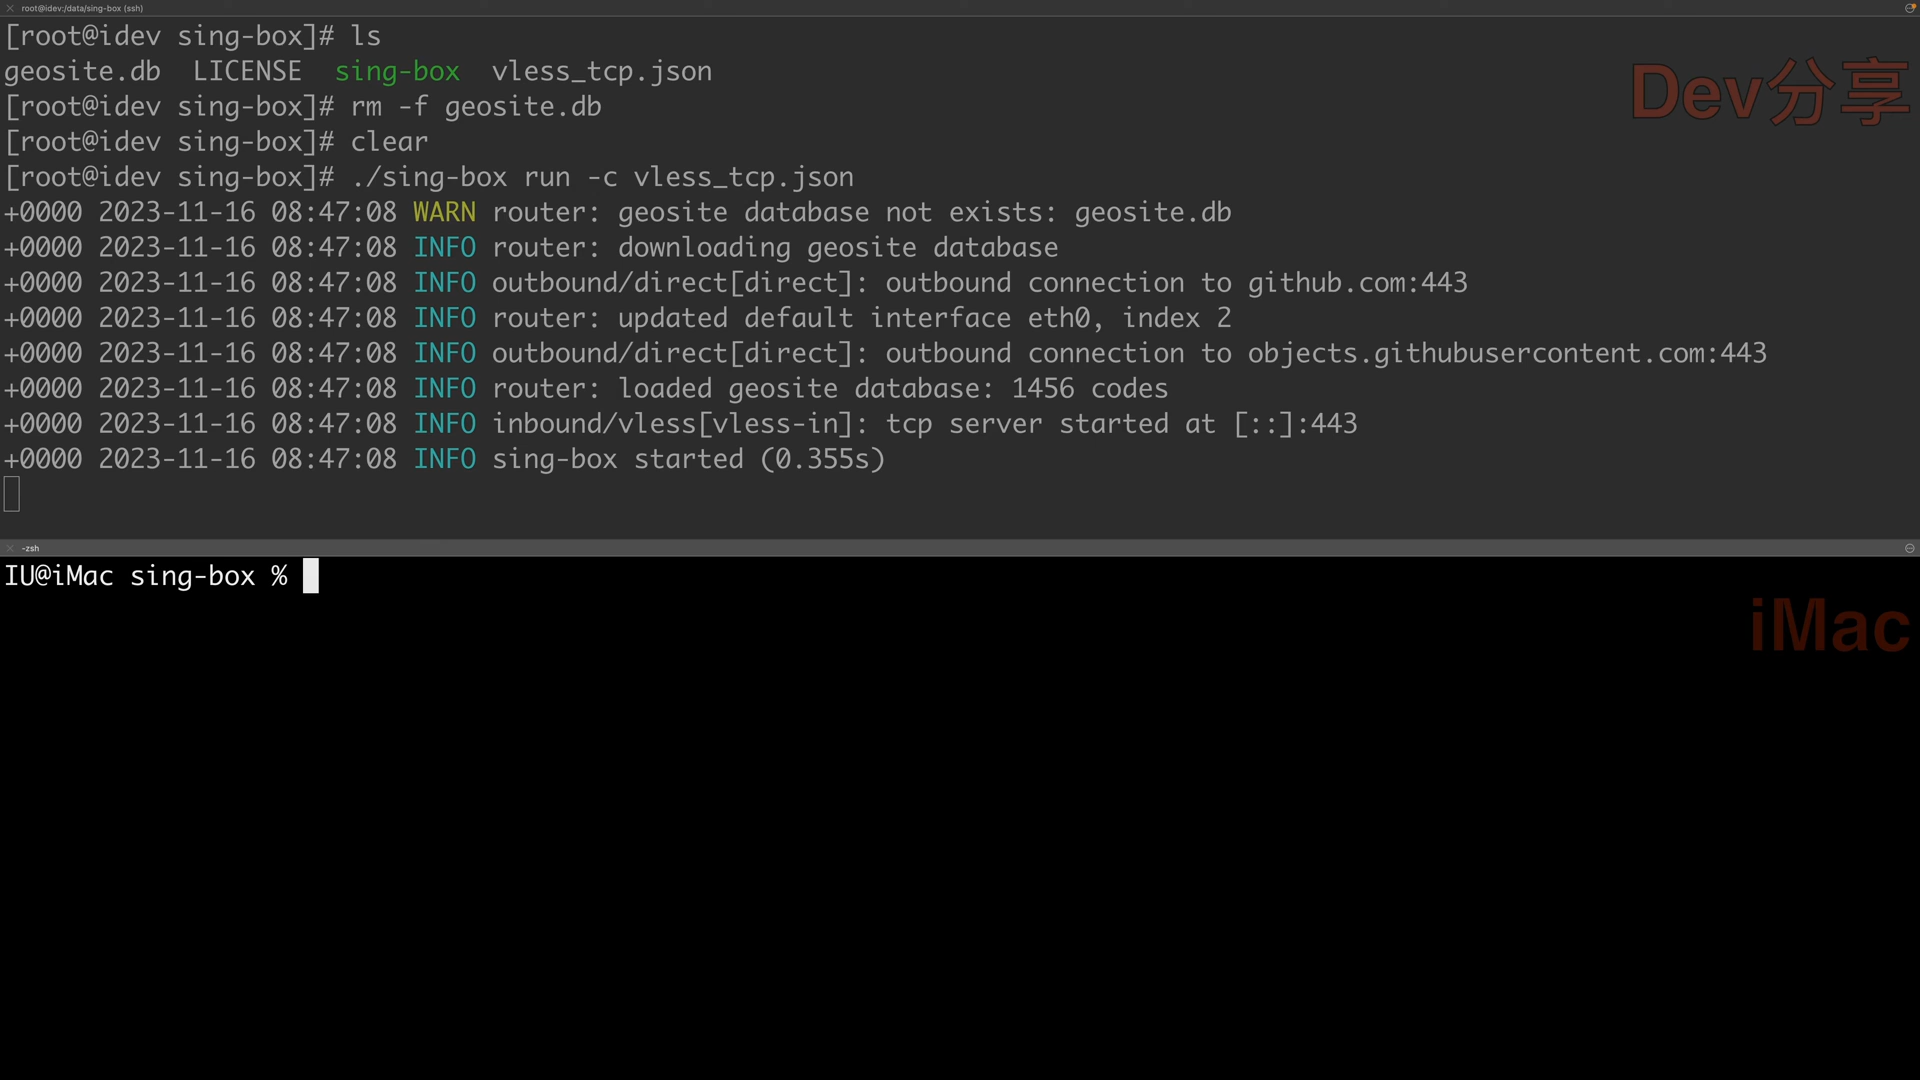 root@idev:/data/sing-box (ssh)
[root@idev sing-box]# ls
geosite.db  LICENSE  sing-box  vless_tcp.json
[root@idev sing-box]# rm -f geosite.db
[root@idev sing-box]# clear
[root@idev sing-box]# ./sing-box run -c vless_tcp.json
+0000 2023-11-16 08:47:08 WARN router: geosite database not exists: geosite.db
+0000 2023-11-16 08:47:08 INFO router: downloading geosite database
+0000 2023-11-16 08:47:08 INFO outbound/direct[direct]: outbound connection to github.com:443
+0000 2023-11-16 08:47:08 INFO router: updated default interface eth0, index 2
+0000 2023-11-16 08:47:08 INFO outbound/direct[direct]: outbound connection to objects.githubusercontent.com:443
+0000 2023-11-16 08:47:08 INFO router: loaded geosite database: 1456 codes
+0000 2023-11-16 08:47:08 INFO inbound/vless[vless-in]: tcp server started at [::]:443
+0000 2023-11-16 08:47:08 INFO sing-box started (0.355s)
Dev分享
-zsh
IU@iMac sing-box %
iMac